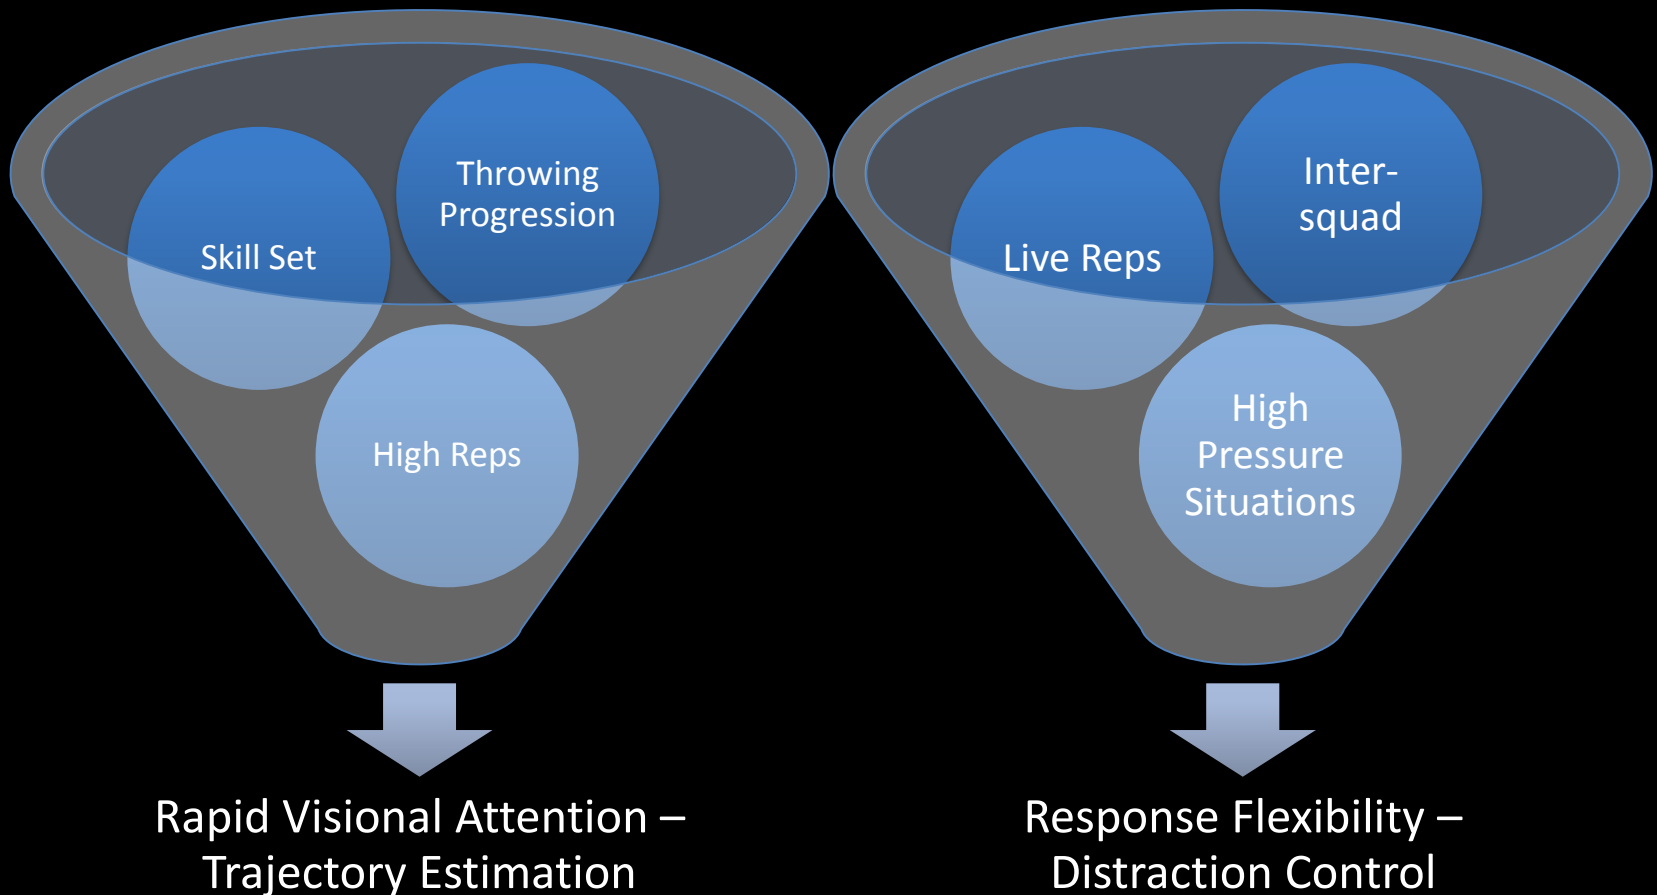 Throwing
Progression
Skill Set
High Reps
Rapid Visional Attention –
Trajectory Estimation
Inter-
squad
Live Reps
High
Pressure
Situations
Response Flexibility –
Distraction Control